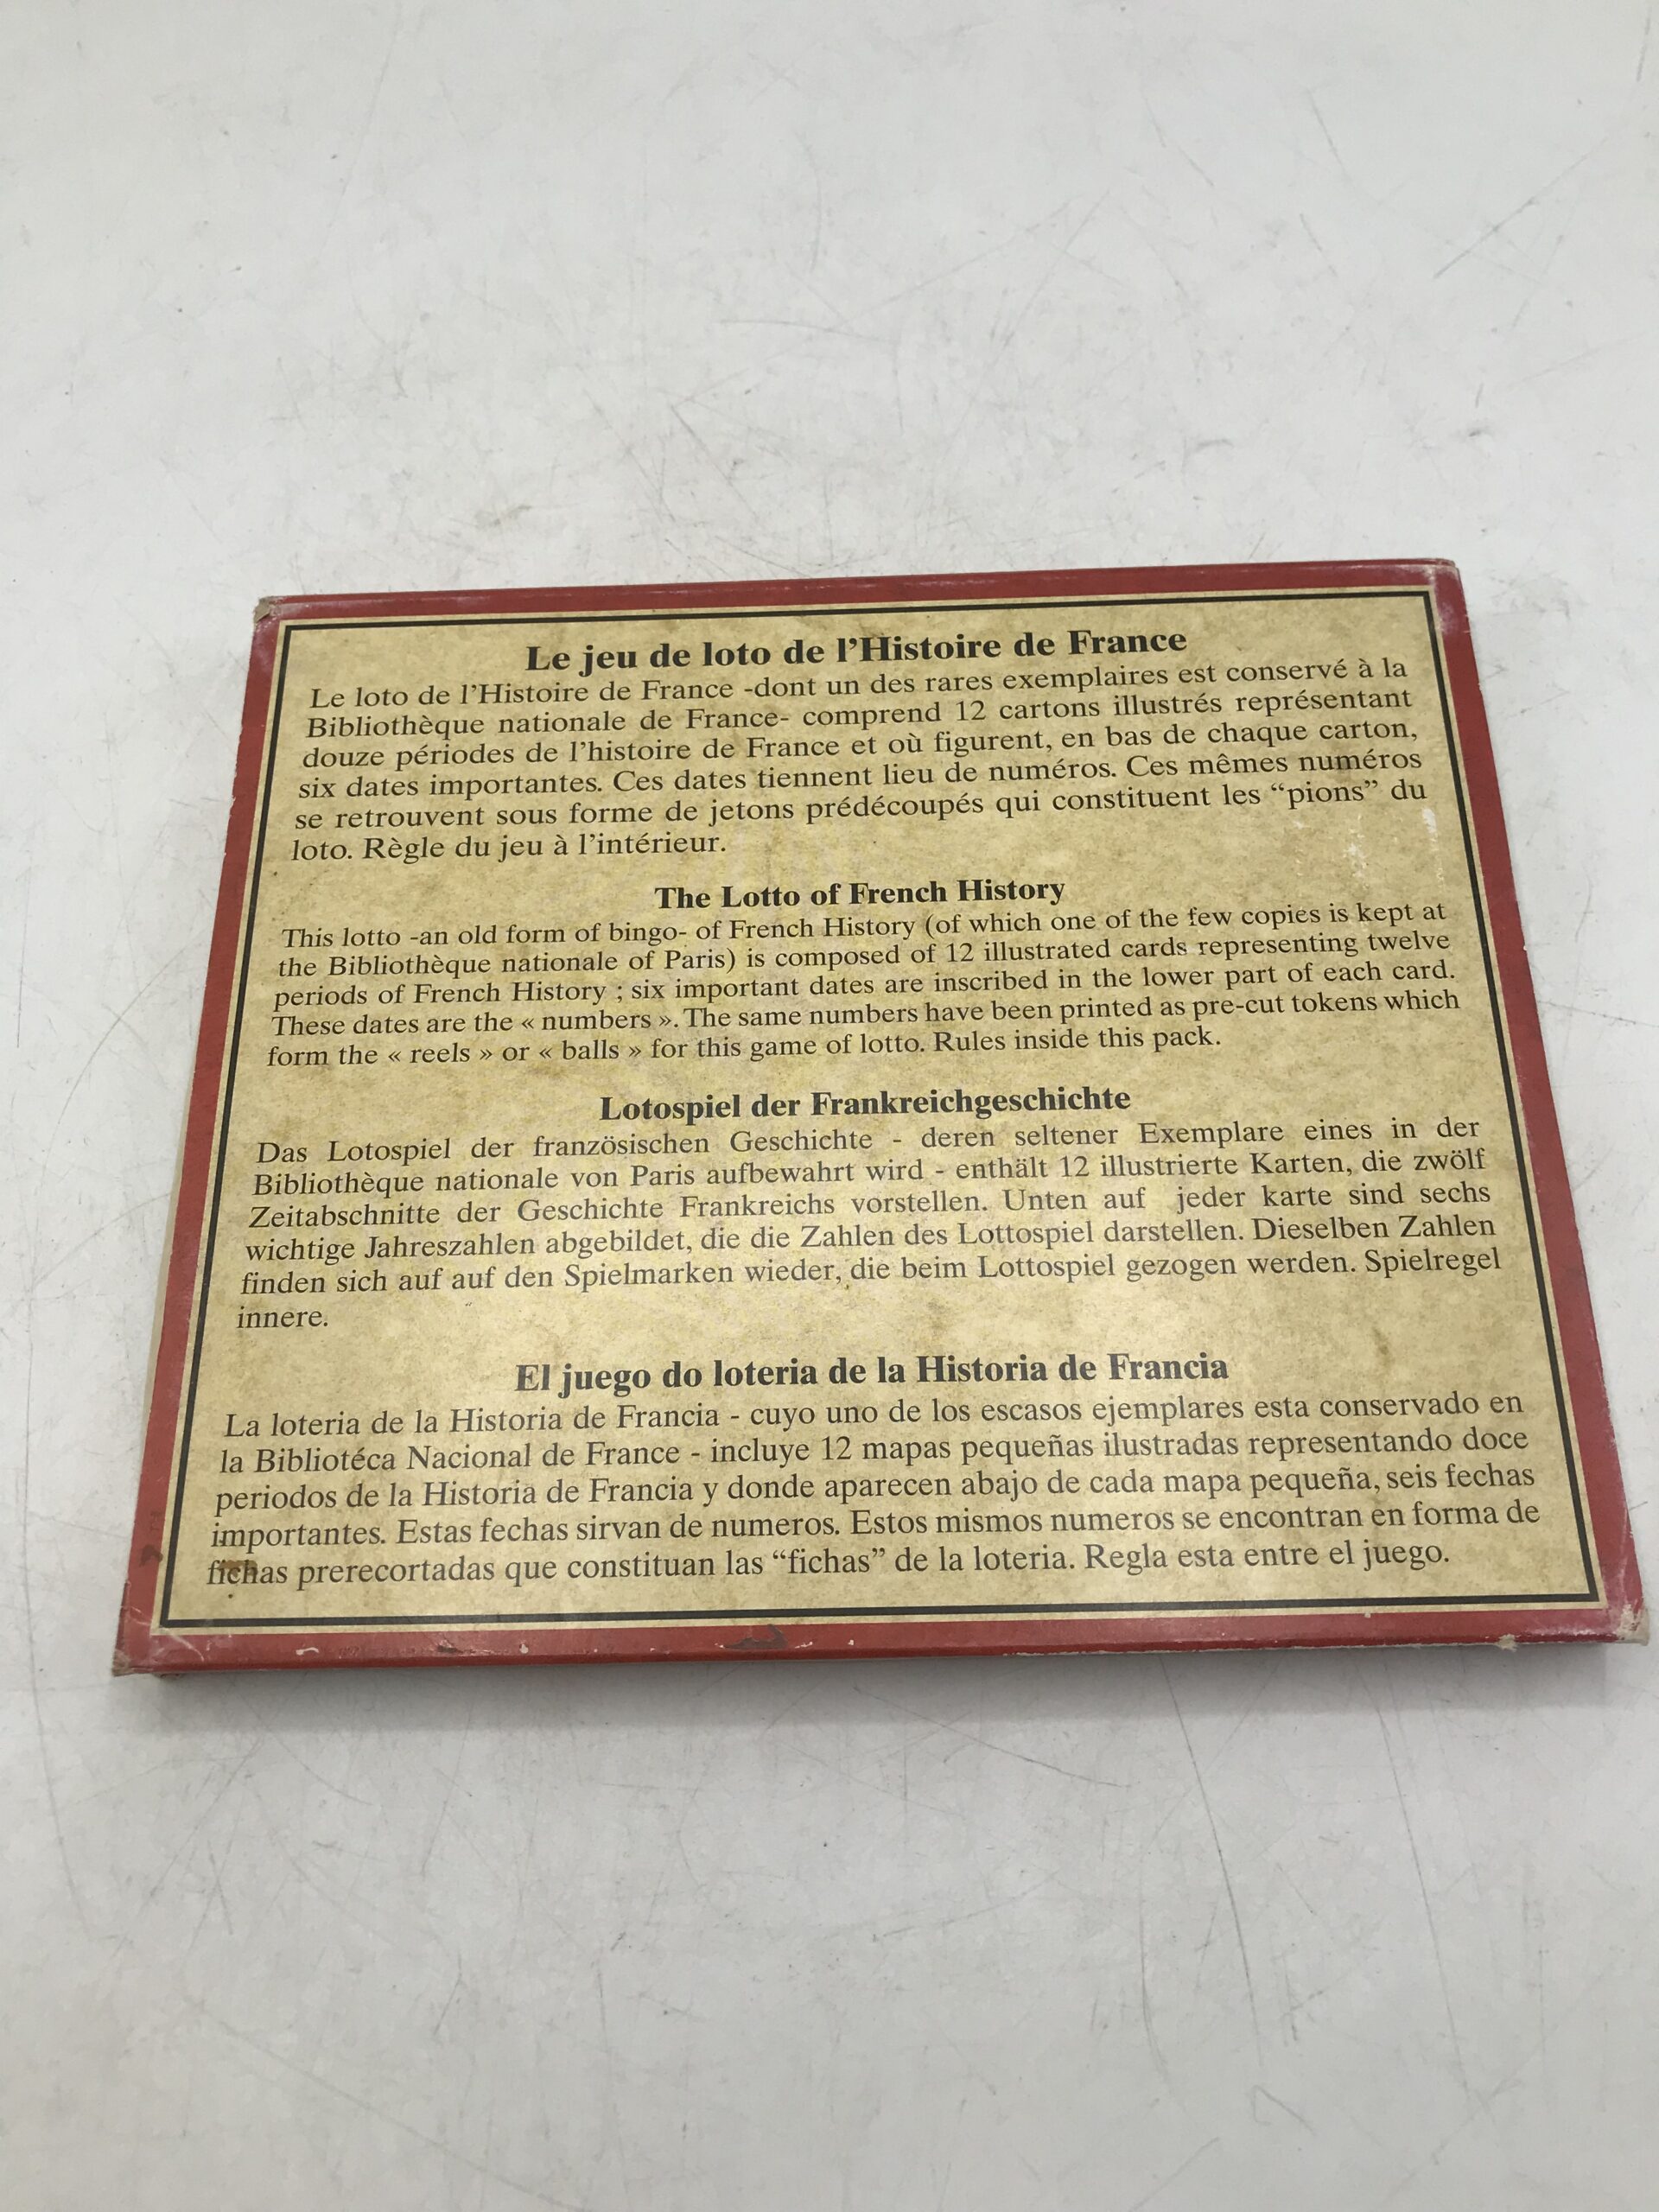 Le jeu de loto de l'Histoire de France
Le loto de l'Histoire de France -dont un des rares exemplaires est conservé à la
Bibliothèque nationale de France- comprend 12 cartons illustrés représentant
douze périodes de l'histoire de France et où figurent, en bas de chaque carton,
six dates importantes. Ces dates tiennent lieu de numéros. Ces mêmes numéros
se retrouvent sous forme de jetons prédécoupés qui constituent les “pions” du
loto. Règle du jeu à l'intérieur.
The Lotto of French History
This lotto -an old form of bingo- of French History (of which one of the few copies is kept at
the Bibliothèque nationale of Paris) is composed of 12 illustrated cards representing twelve
periods of French History ; six important dates are inscribed in the lower part of each card.
These dates are the « numbers ». The same numbers have been printed as pre-cut tokens which
form the « reels » or « balls » for this game of lotto. Rules inside this pack.
Lotospiel der Frankreichgeschichte
Das Lotospiel der französischen Geschichte - deren seltener Exemplare eines in der
Bibliothèque nationale von Paris aufbewahrt wird - enthält 12 illustrierte Karten, die zwölf
Zeitabschnitte der Geschichte Frankreichs vorstellen. Unten auf jeder karte sind sechs
wichtige Jahreszahlen abgebildet, die die Zahlen des Lottospiel darstellen. Dieselben Zahlen
finden sich auf auf den Spielmarken wieder, die beim Lottospiel gezogen werden. Spielregel
innere.
El juego do loteria de la Historia de Francia
La loteria de la Historia de Francia - cuyo uno de los escasos ejemplares esta conservado en
la Bibliotéca Nacional de France - incluye 12 mapas pequeñas ilustradas representando doce
periodos de la Historia de Francia y donde aparecen abajo de cada mapa pequeña, seis fechas
importantes. Estas fechas sirvan de numeros. Estos mismos numeros se encontran en forma de
fichas prerecortadas que constituan las “fichas” de la loteria. Regla esta entre el juego.